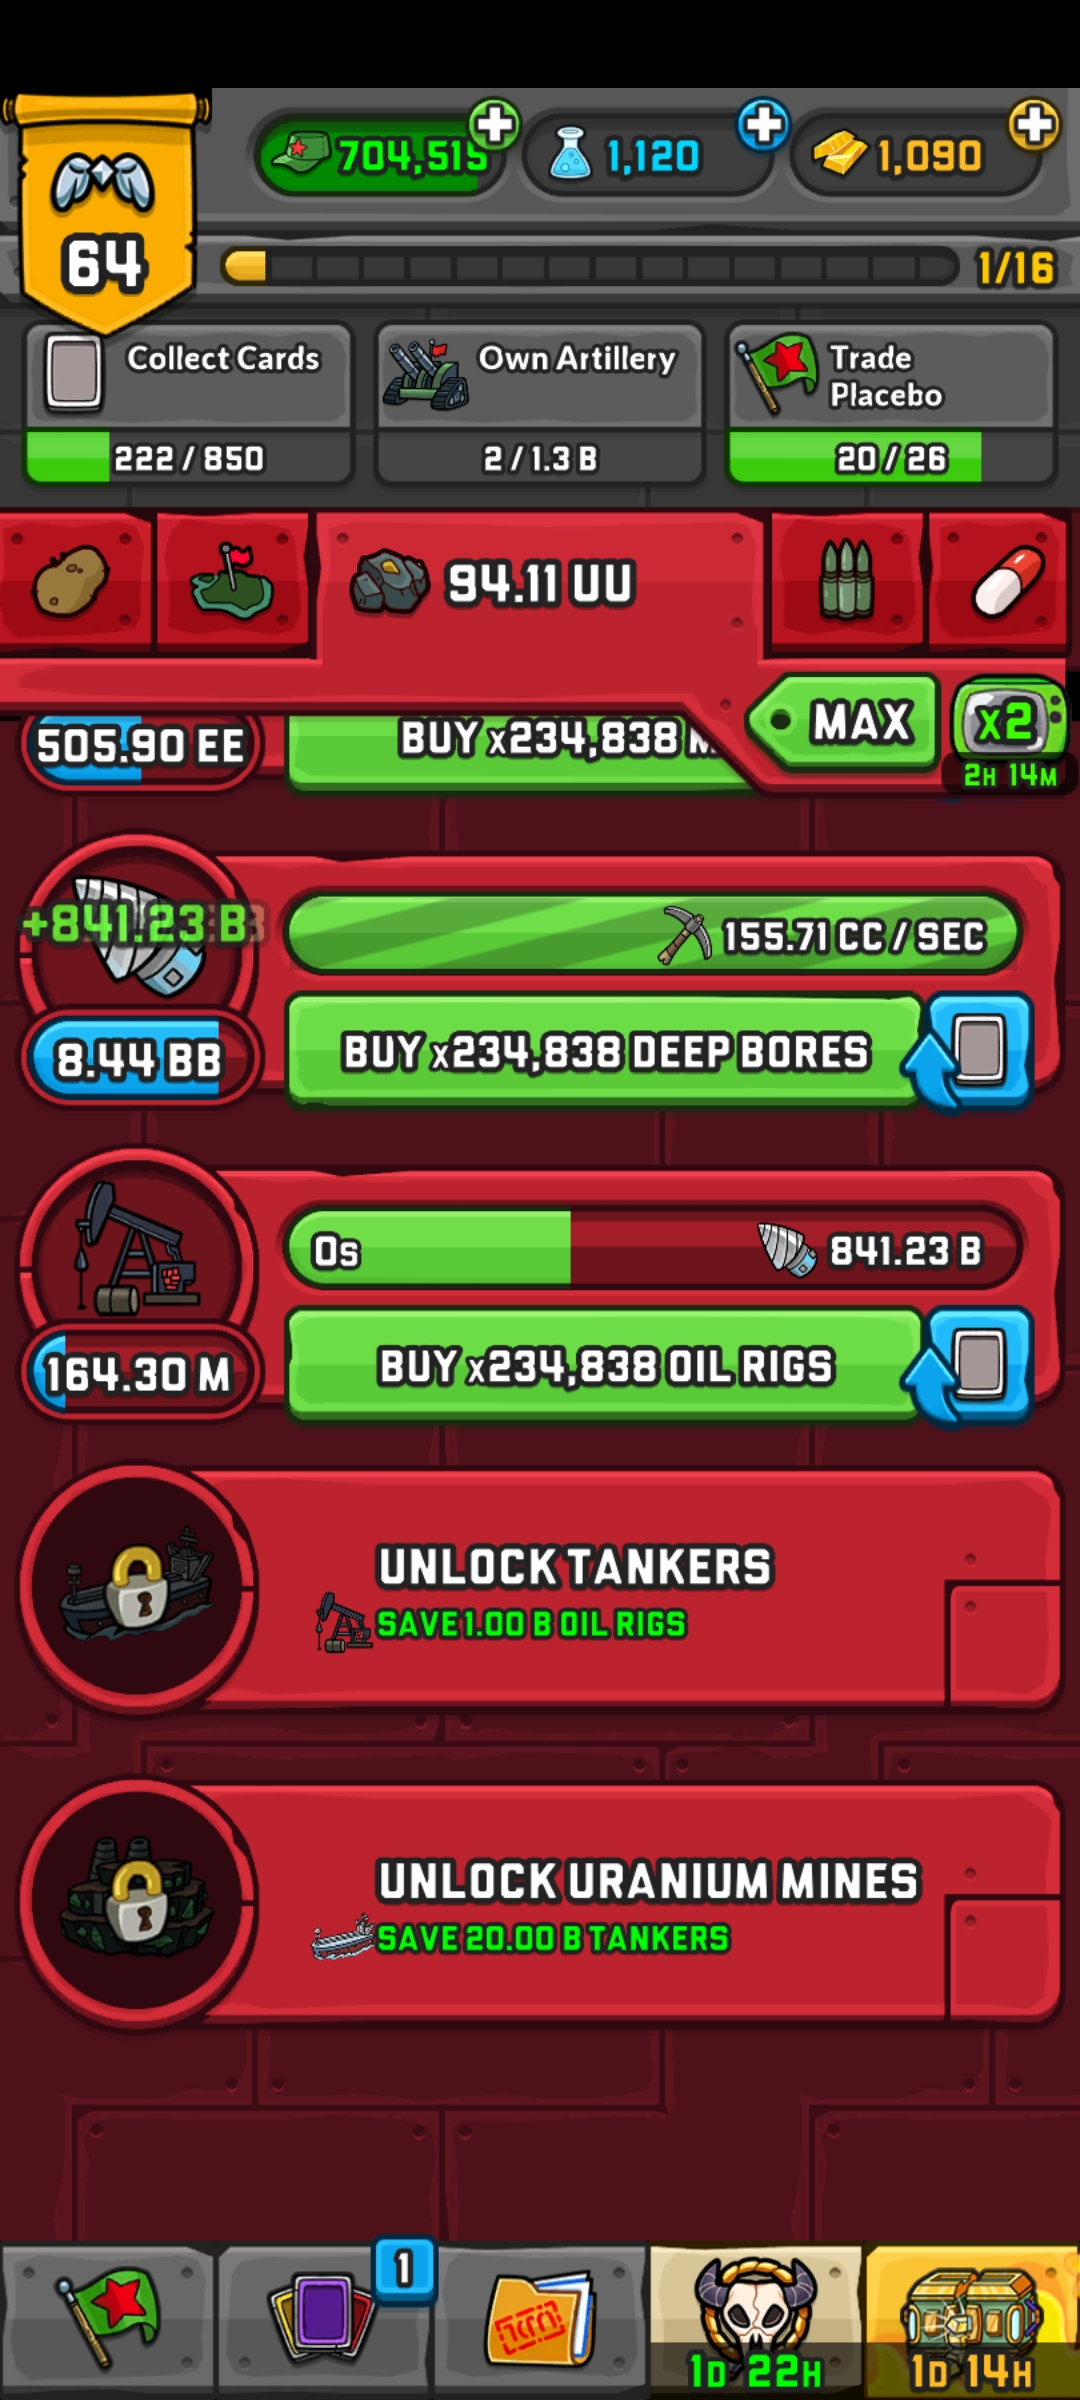 704,515
1,120
1,090
64
1/16
Collect Cards
222 / 850
Own Artillery
2 / 1.3 B
Trade
Placebo
20 / 26
94.11 UU
MAX
x2
2H 14M
505.90 EE
BUY x234,838
+841.23 B
155.71 CC / SEC
8.44 BB
BUY x234,838 DEEP BORES
0s
841.23 B
164.30 M
BUY x234,838 OIL RIGS
UNLOCK TANKERS
SAVE 1.00 B OIL RIGS
UNLOCK URANIUM MINES
SAVE 20.00 B TANKERS
1
1D 22H
1D 14H